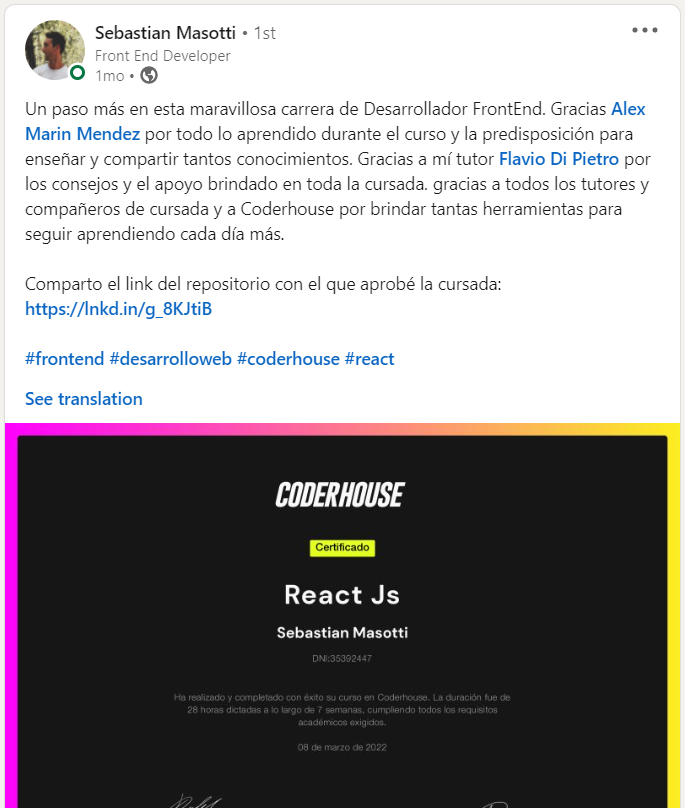 Sebastian Masotti • 1st
Front End Developer
1mo •
Un paso más en esta maravillosa carrera de Desarrollador FrontEnd. Gracias Alex
Marin Mendez por todo lo aprendido durante el curso y la predisposición para
enseñar y compartir tantos conocimientos. Gracias a mí tutor Flavio Di Pietro por
los consejos y el apoyo brindado en toda la cursada. gracias a todos los tutores y
compañeros de cursada y a Coderhouse por brindar tantas herramientas para
seguir aprendiendo cada día más.
Comparto el link del repositorio con el que aprobé la cursada:
https://lnkd.in/g_8KJtiB
#frontend #desarrolloweb #coderhouse #react
See translation
CODERHOUSE
Certificado
React Js
Sebastian Masotti
DNI:35392447
Ha realizado y completado con éxito su curso en Coderhouse. La duración fue de
28 horas dictadas a lo largo de 7 semanas, cumpliendo todos los requisitos
académicos exigidos.
08 de marzo de 2022